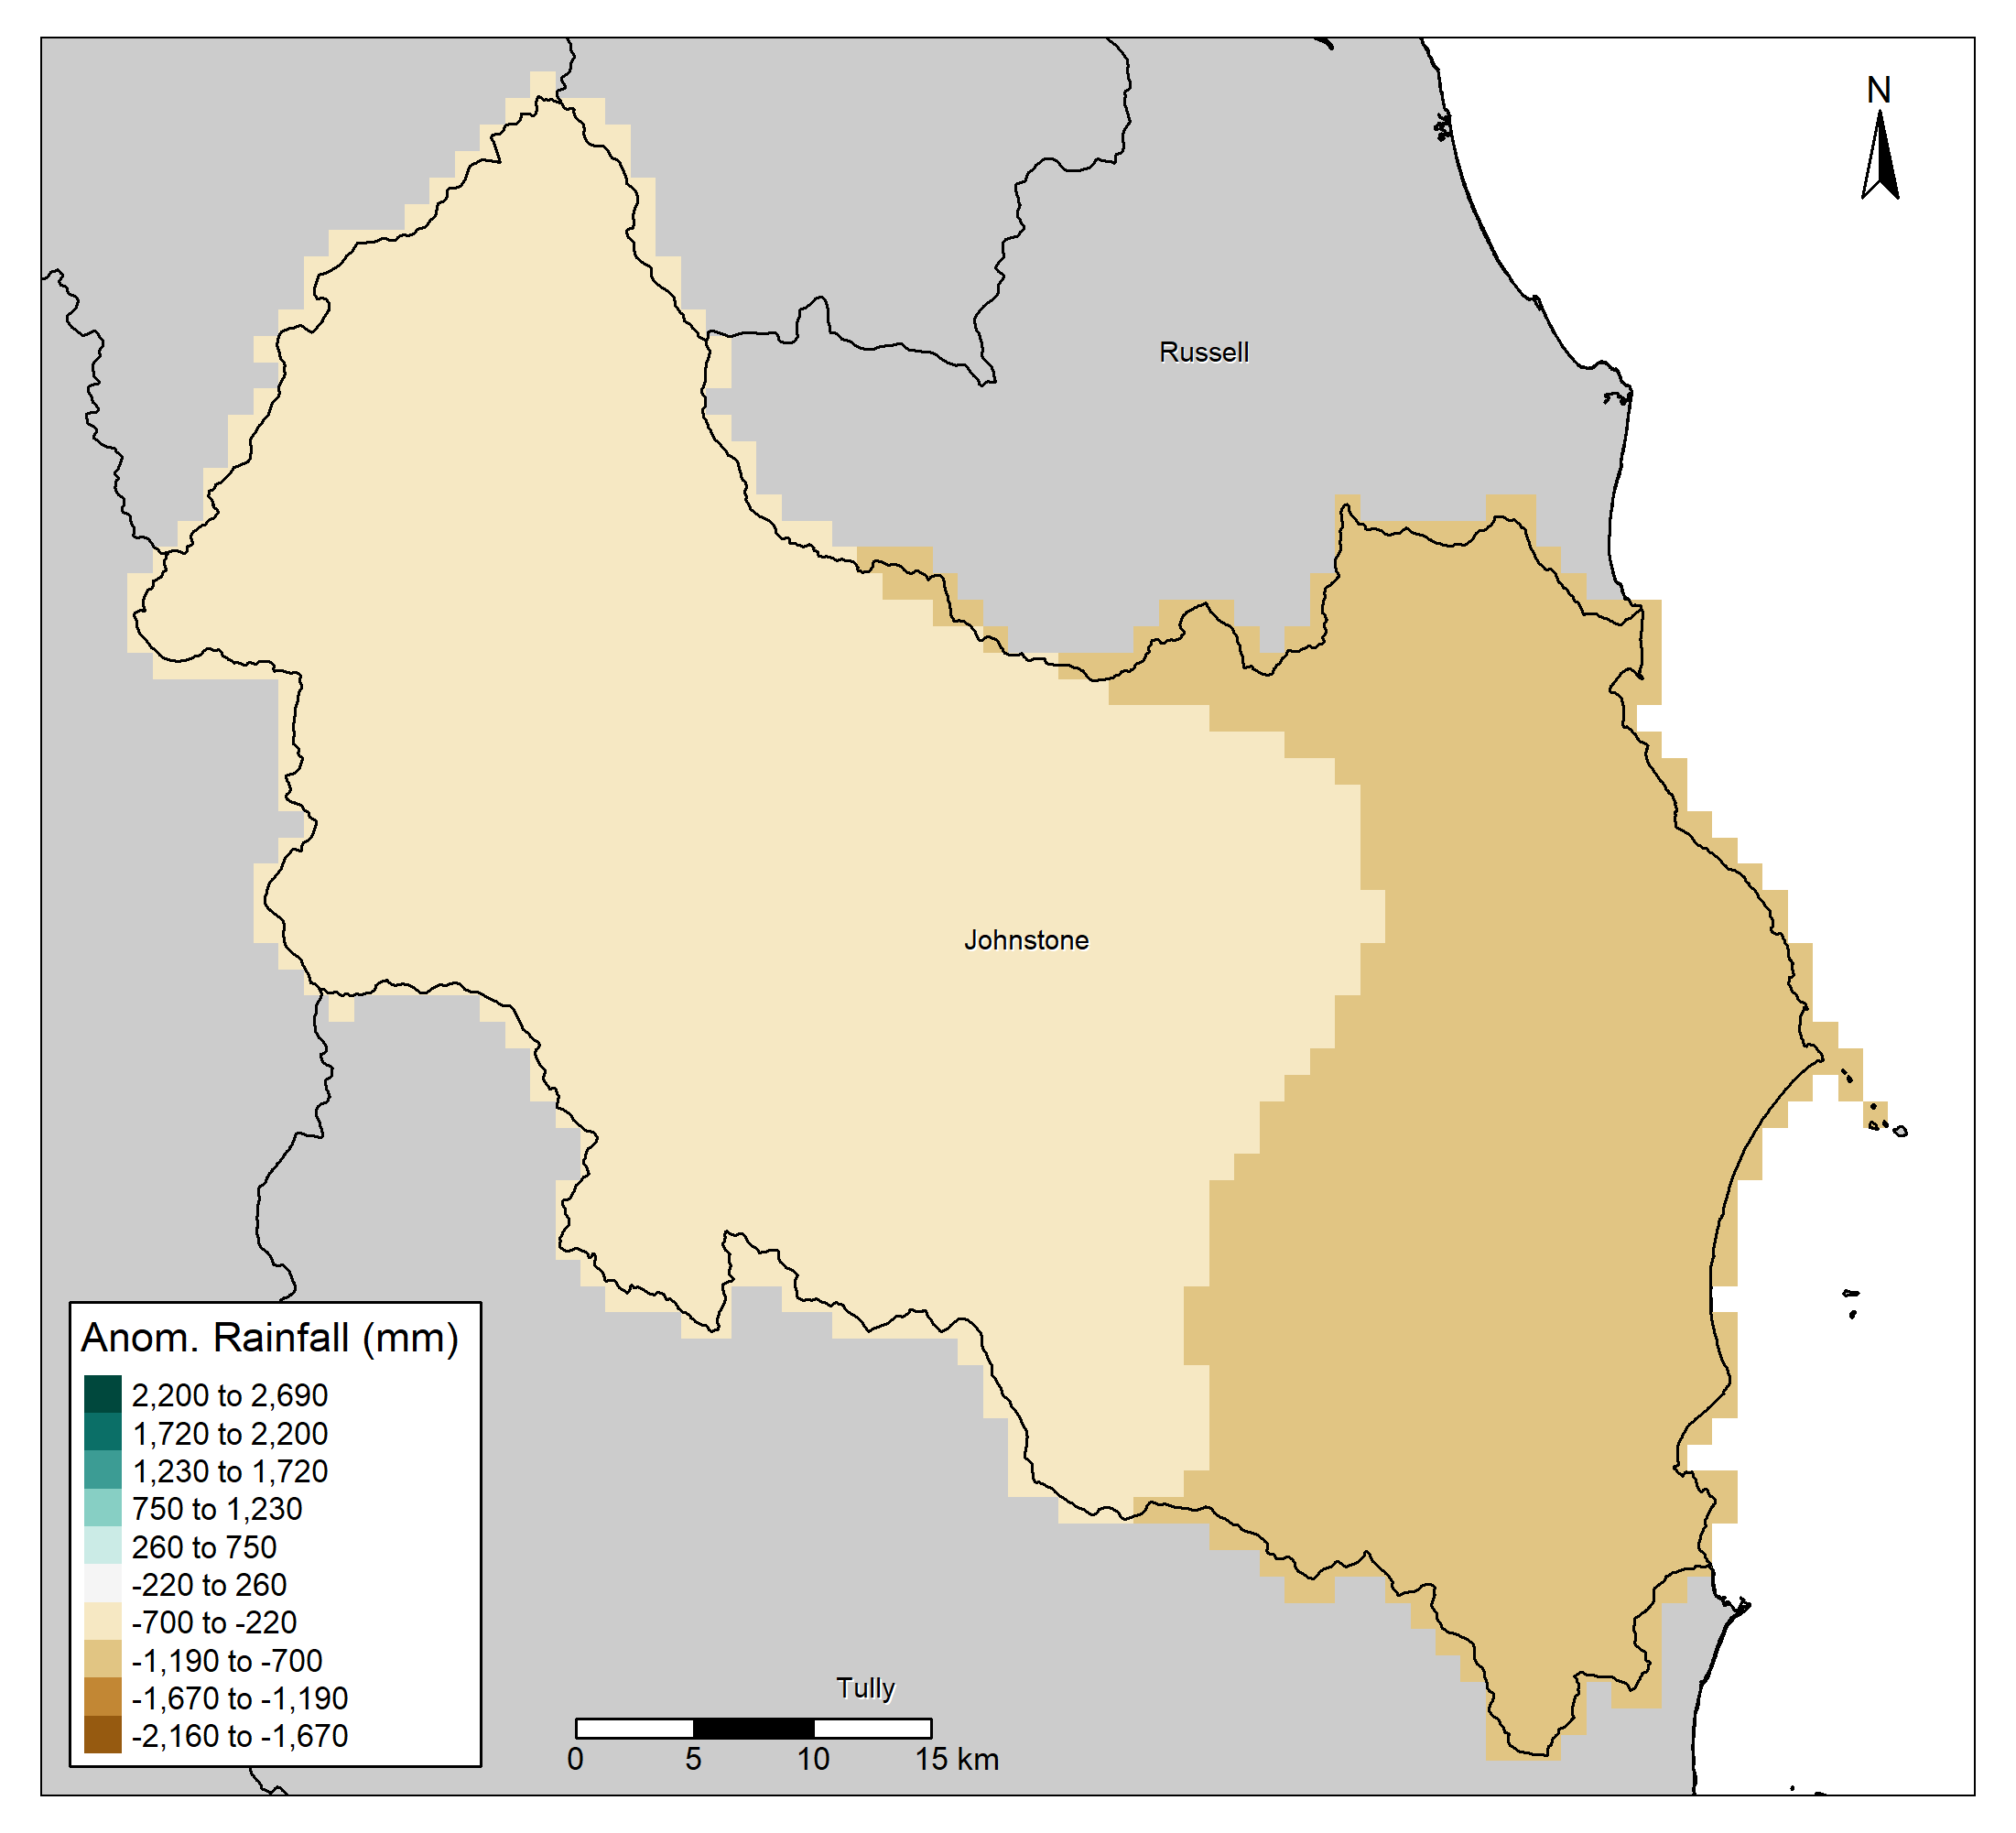 N
Russell
Johnstone
Anom. Rainfall (mm)
2,200 to 2,690
1,720 to 2,200
1,230 to 1,720
750 to 1,230
260 to 750
-220 to 260
-700 to -220
-1,190 to -700
-1,670 to -1,190
-2,160 to -1,670
Tully
0 5 10 15 km